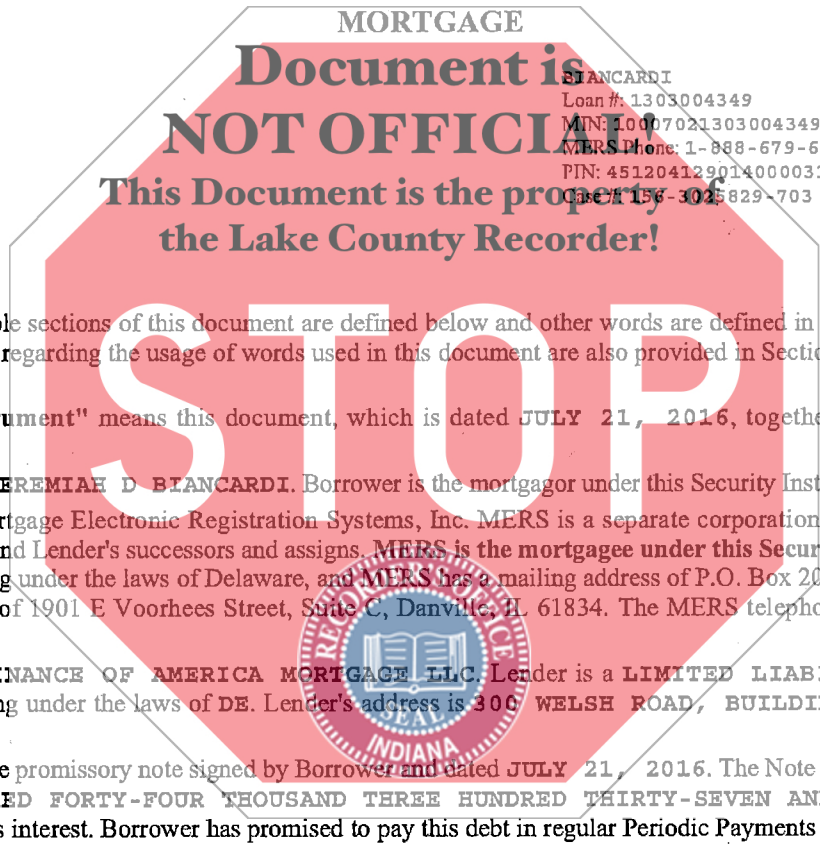 MORTGAGE
Document is
NOT OFFICIAL!
This Document is the property of
the Lake County Recorder!
BIANCARDI
Loan #: 1303004349
MIN: 10007021303004349
MERS Phone: 1-888-679-6
PIN: 451204129014000031
Case #: 156-3025829-703
STOP
le sections of this document are defined below and other words are defined in
regarding the usage of words used in this document are also provided in Sectio
ument" means this document, which is dated JULY 21, 2016, togethe
EREMIAH D BIANCARDI. Borrower is the mortgagor under this Security Inst
rtgage Electronic Registration Systems, Inc. MERS is a separate corporation
nd Lender's successors and assigns. MERS is the mortgagee under this Secur
g under the laws of Delaware, and MERS has a mailing address of P.O. Box 20
of 1901 E Voorhees Street, Suite C, Danville, IL 61834. The MERS telepho
INANCE OF AMERICA MORTGAGE LLC. Lender is a LIMITED LIABI
ng under the laws of DE. Lender's address is 300 WELSH ROAD, BUILDI
e promissory note signed by Borrower and dated JULY 21, 2016. The Note
ED FORTY-FOUR THOUSAND THREE HUNDRED THIRTY-SEVEN AN
s interest. Borrower has promised to pay this debt in regular Periodic Payments
RECORDER'S OFFICE
SEAL
INDIANA